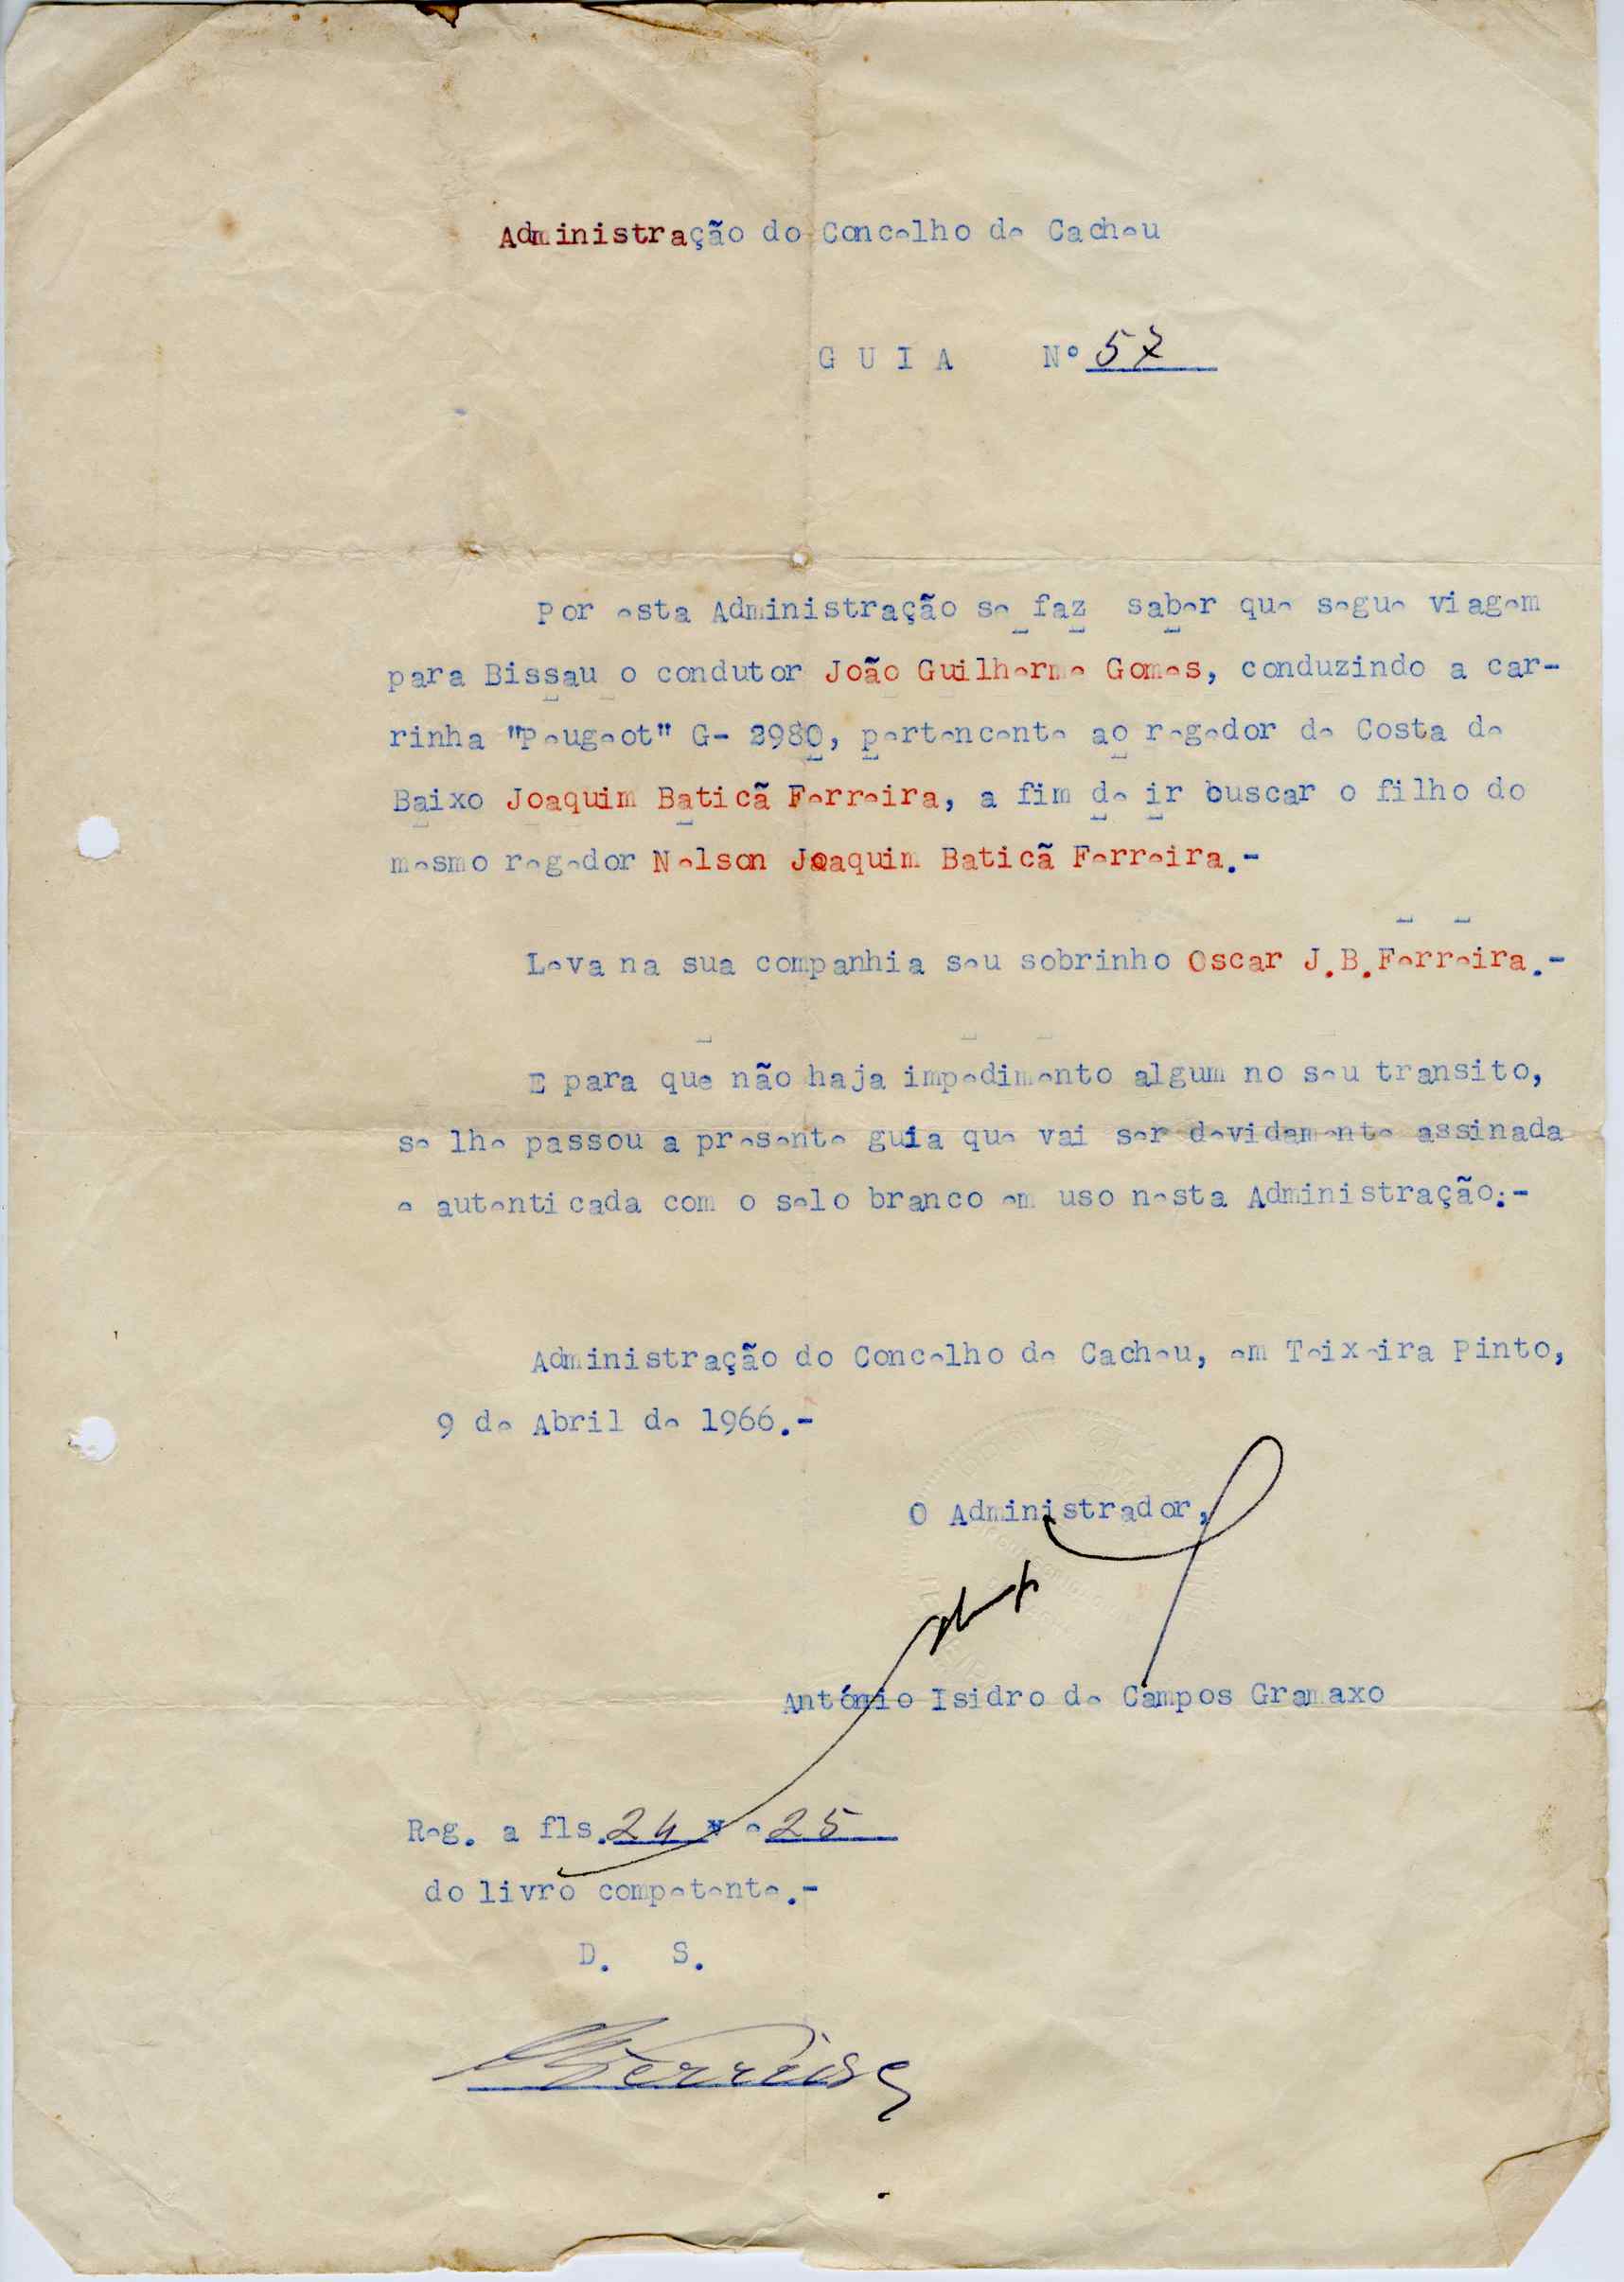 Administração do Concelho de Cacheu
GUIA Nº 57
Por esta Administração se faz saber que segue viagem
para Bissau o condutor João Guilherme Gomes, conduzindo a car-
rinha "Peugeot" G- 2980, pertencente ao regedor de Costa de
Baixo Joaquim Baticã Ferreira, a fim de ir buscar o filho do
mesmo regedor Nelson Joaquim Baticã Ferreira.-
Leva na sua companhia seu sobrinho Oscar J.B.Ferreira.-
E para que não haja impedimento algum no seu transito,
se lhe passou a presente guia que vai ser devidamente assinada
e autenticada com o selo branco em uso nesta Administração.-
Administração do Concelho de Cacheu, em Teixeira Pinto,
9 de Abril de 1966.-
O Administrador,
António Isidro de Campos Gramaxo
Reg. a fls. 24 v e 25
do livro competente.-
D. S.